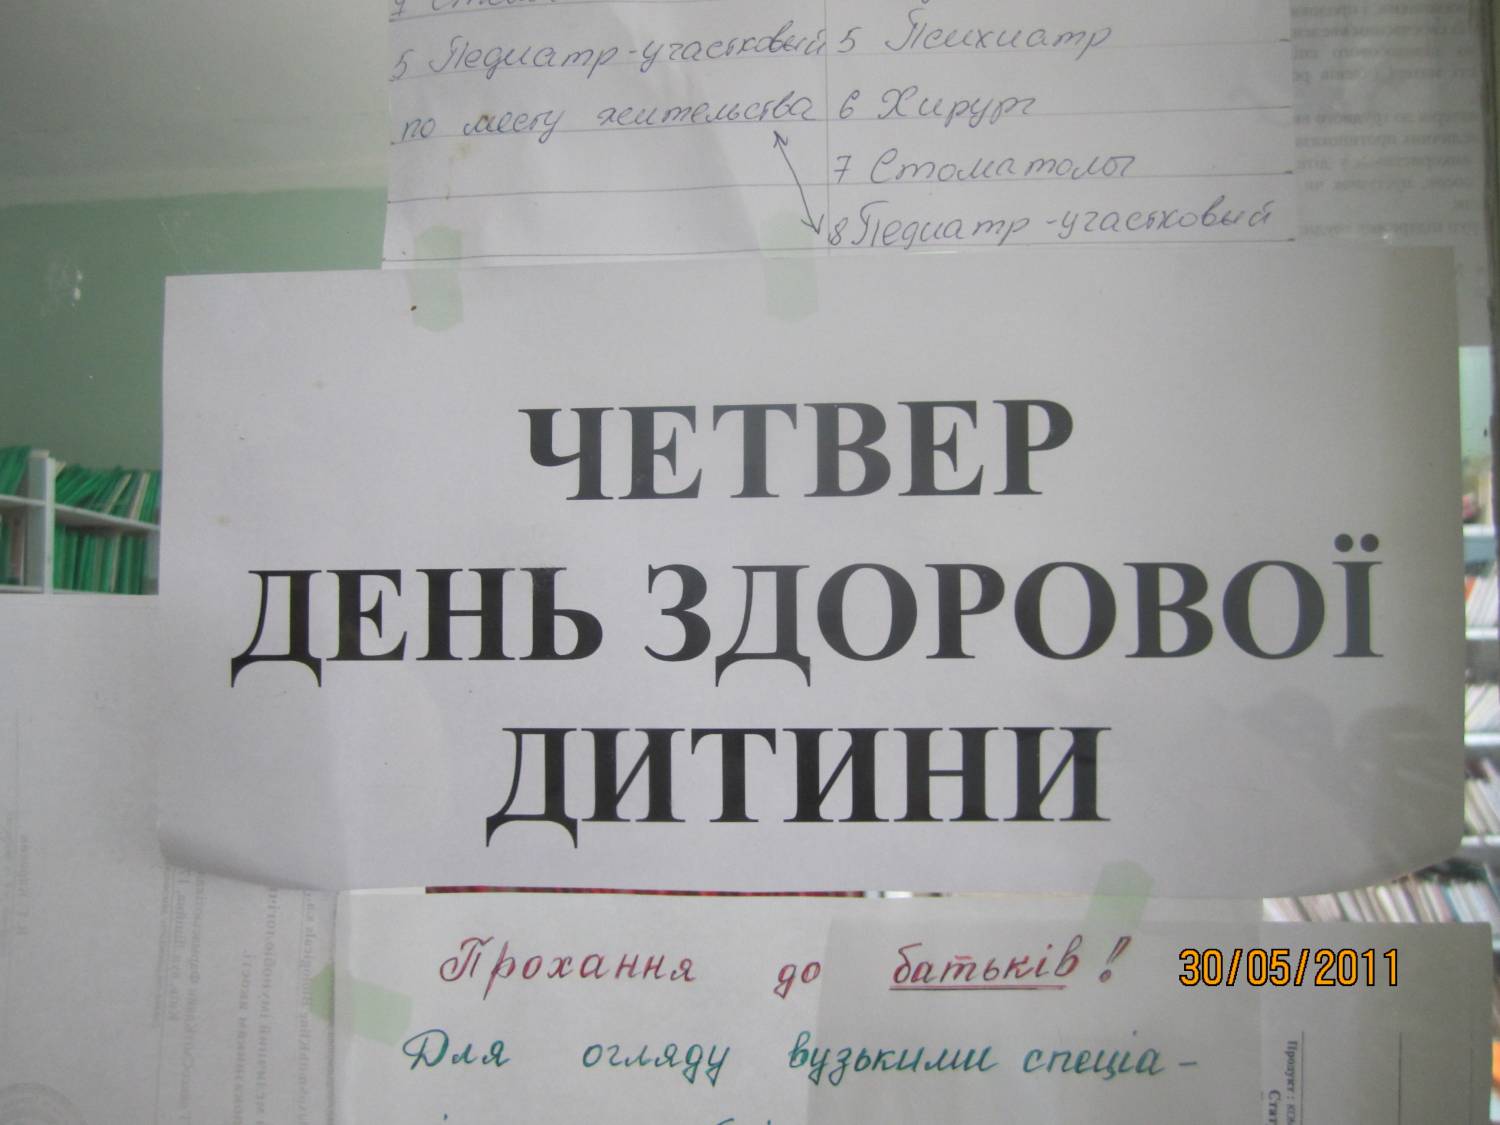 5 Педиатр-участковый
по месту жительства
5 Психиатр
6 Хирург
7 Стоматолог
8 Педиатр-участковый
ЧЕТВЕР
ДЕНЬ ЗДОРОВОЇ
ДИТИНИ
Прохання до батьків!
30/05/2011
Для огляду вузькими спеціа-
Продукт: